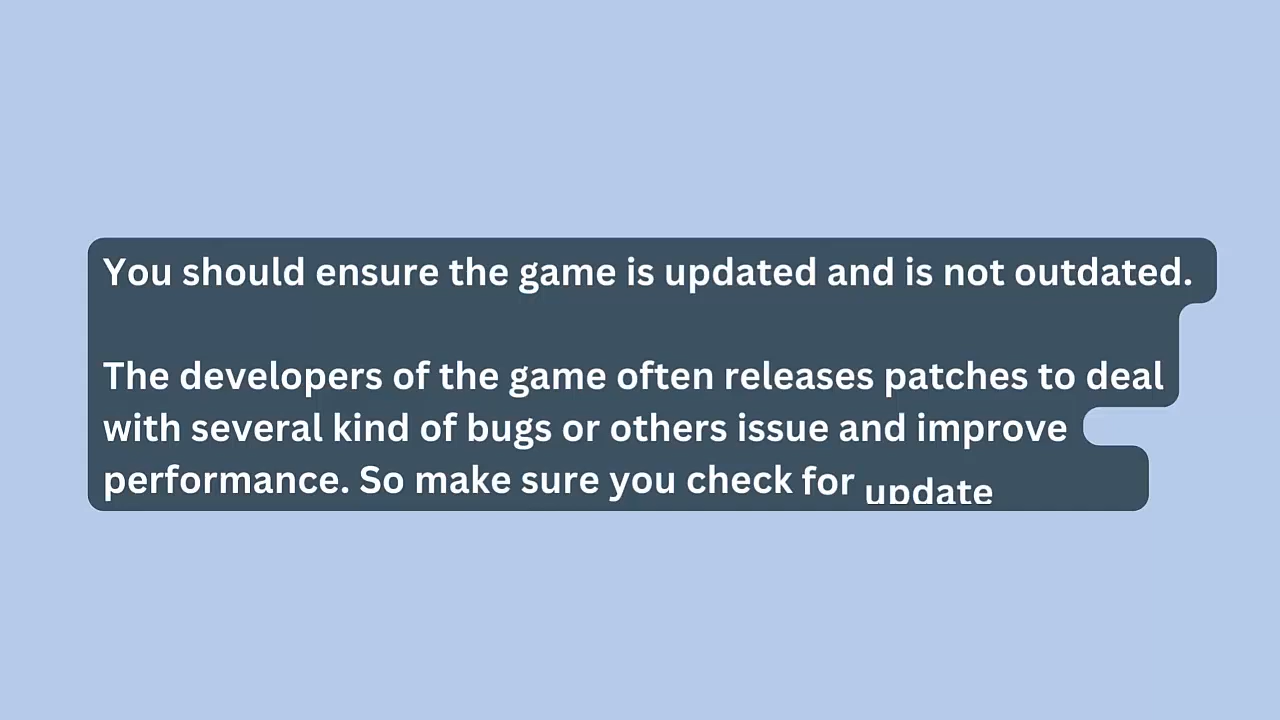 You should ensure the game is updated and is not outdated.
The developers of the game often releases patches to deal
with several kind of bugs or others issue and improve
performance. So make sure you check for update